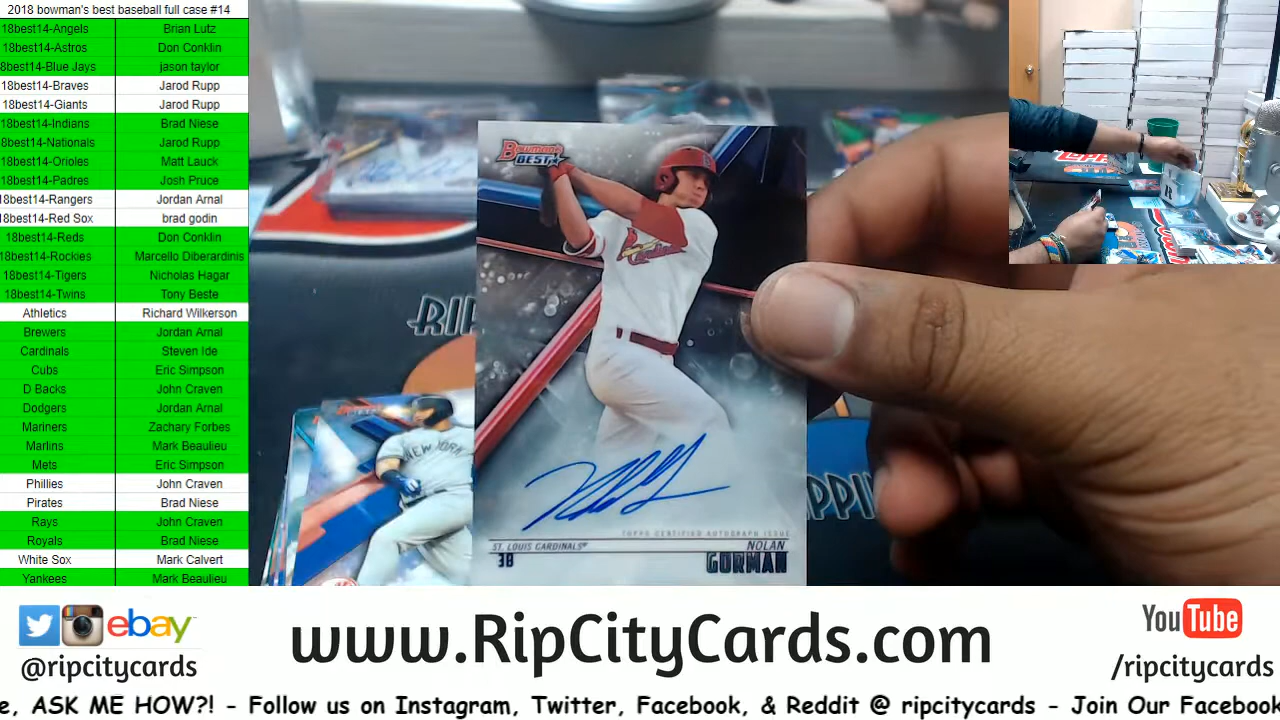 2018 bowman's best baseball full case #14
18best14-Angels Brian Lutz
18best14-Astros Don Conklin
8best14-Blue Jays jason taylor
18best14-Braves Jarod Rupp
18best14-Giants Jarod Rupp
18best14-Indians Brad Niese
18best14-Nationals Jarod Rupp
18best14-Orioles Matt Lauck
18best14-Padres Josh Pruce
18best14-Rangers Jordan Arnal
18best14-Red Sox brad godin
18best14-Reds Don Conklin
18best14-Rockies Marcello Diberardinis
18best14-Tigers Nicholas Hagar
18best14-Twins Tony Beste
Athletics Richard Wilkerson
Brewers Jordan Arnal
Cardinals Steven Ide
Cubs Eric Simpson
D Backs John Craven
Dodgers Jordan Arnal
Mariners Zachary Forbes
Marlins Mark Beaulieu
Mets Eric Simpson
Phillies John Craven
Pirates Brad Niese
Rays John Craven
Royals Brad Niese
White Sox Mark Calvert
Yankees Mark Beaulieu
Bowman's
BEST
Cardinals
TOPPS CERTIFIED AUTOGRAPH ISSUE
ST. LOUIS CARDINALS® NOLAN
3B GORMAN
NEW YORK
RIP
PPIN
ebay
@ripcitycards
www.RipCityCards.com
YouTube
/ripcitycards
e, ASK ME HOW?! - Follow us on Instagram, Twitter, Facebook, & Reddit @ ripcitycards - Join Our Facebook